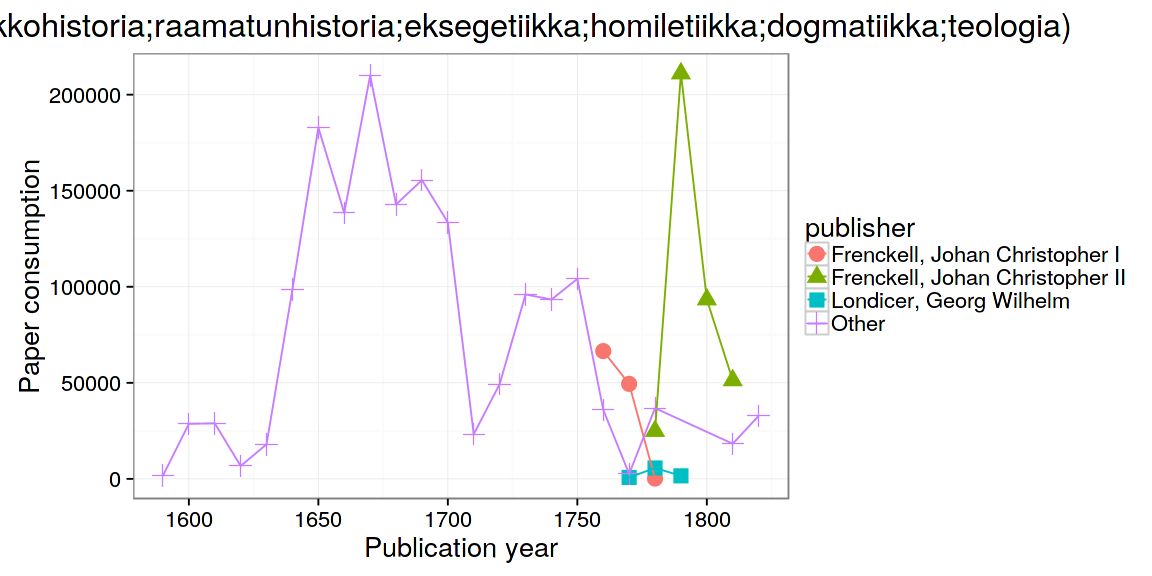 kkohistoria;raamatunhistoria;eksegetiikka;homiletiikka;dogmatiikka;teologia)
200000
150000
100000
50000
0
Paper consumption
1600 1650 1700 1750 1800
Publication year
publisher
Frenckell, Johan Christopher I
Frenckell, Johan Christopher II
Londicer, Georg Wilhelm
Other